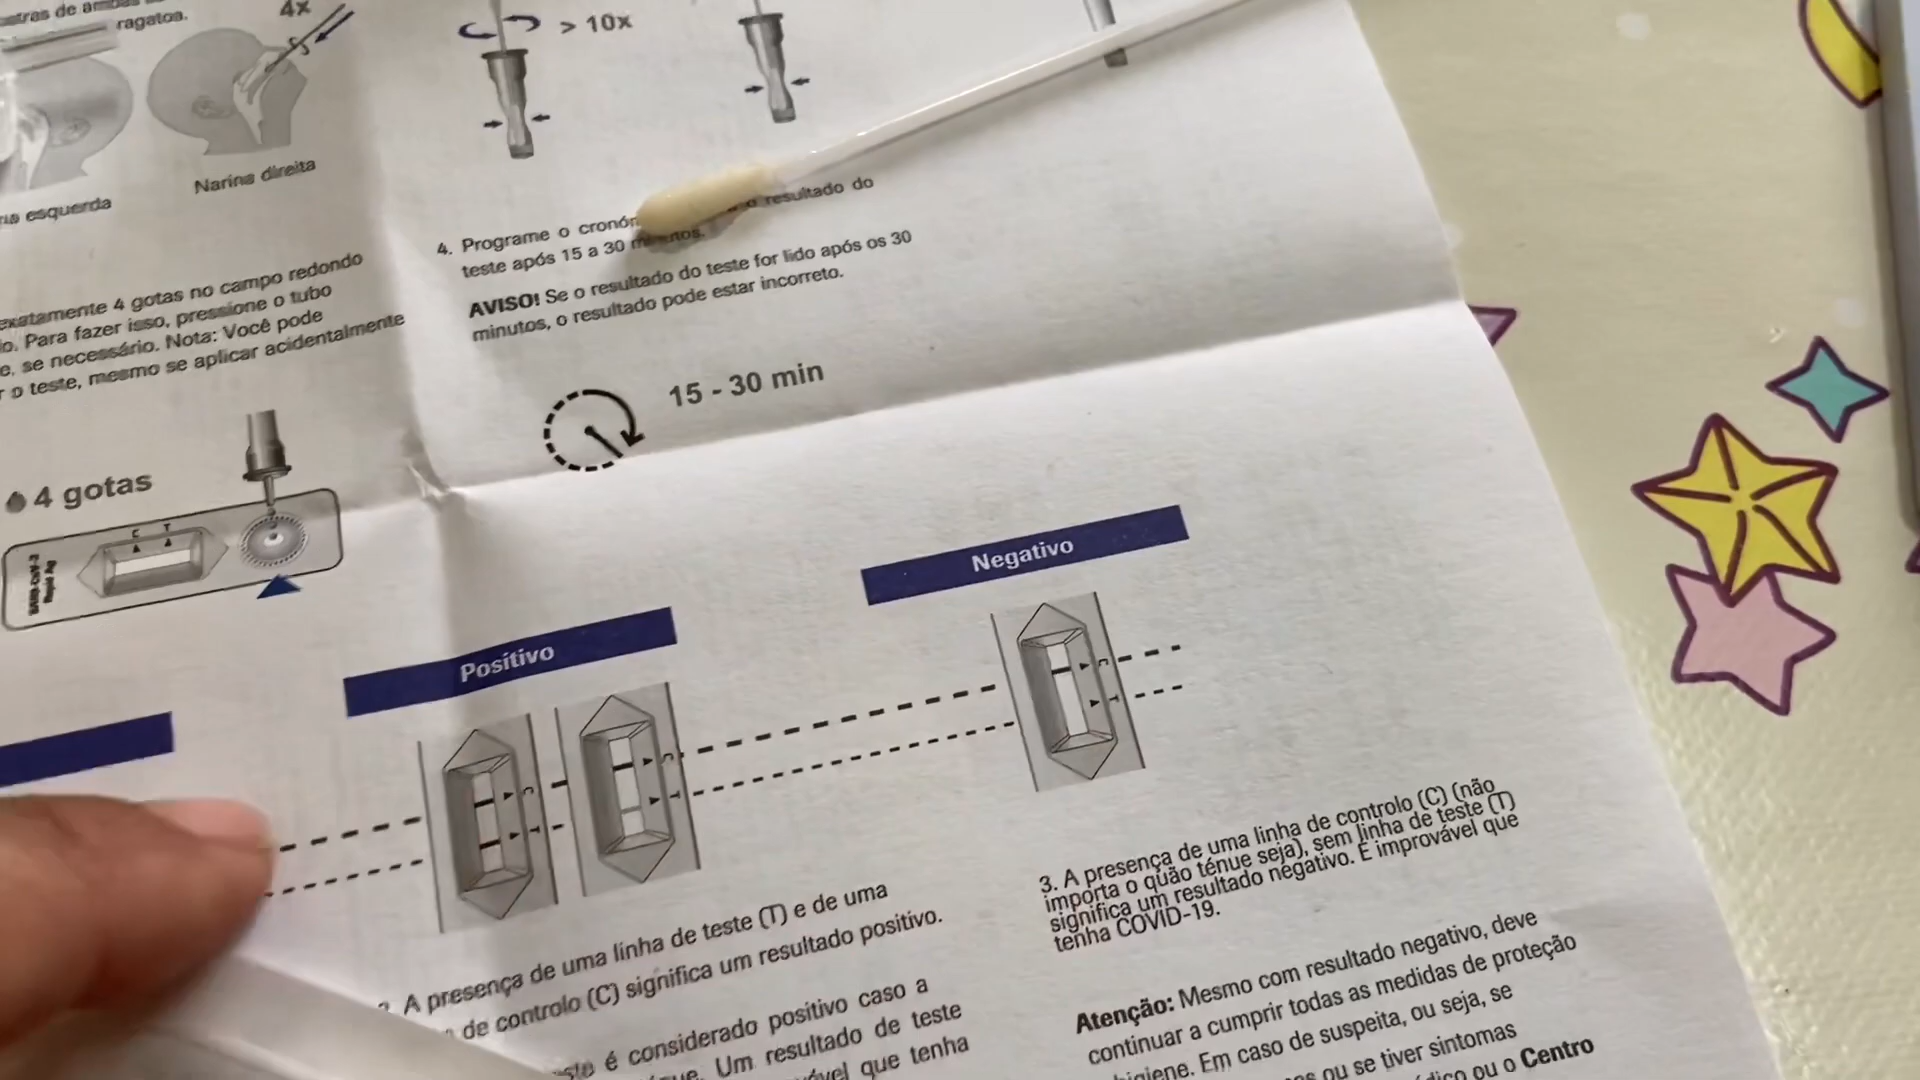 ragatoa.
4x
> 10x
Narina direita
esquerda
exatamente 4 gotas no campo redondo
Para fazer isso, pressione o tubo
se necessário. Nota: Você pode
o teste, mesmo se aplicar acidentalmente
4 gotas
C T
4. Programe o resultado do
teste após 15 a 30 minutos.
AVISO! Se o resultado do teste for lido após os 30
minutos, o resultado pode estar incorreto.
15 - 30 min
Positivo
Negativo
C
T
C
T
C
T
A presença de uma linha de teste (T) e de uma
de controlo (C) significa um resultado positivo.
é considerado positivo caso a
Um resultado de teste
que tenha
3. A presença de uma linha de controlo (C) (não
importa o quão ténue seja), sem linha de teste (T)
significa um resultado negativo. É improvável que
tenha COVID-19.
Atenção: Mesmo com resultado negativo, deve
continuar a cumprir todas as medidas de proteção
Em caso de suspeita, ou seja, se
ou se tiver sintomas
ou o Centro